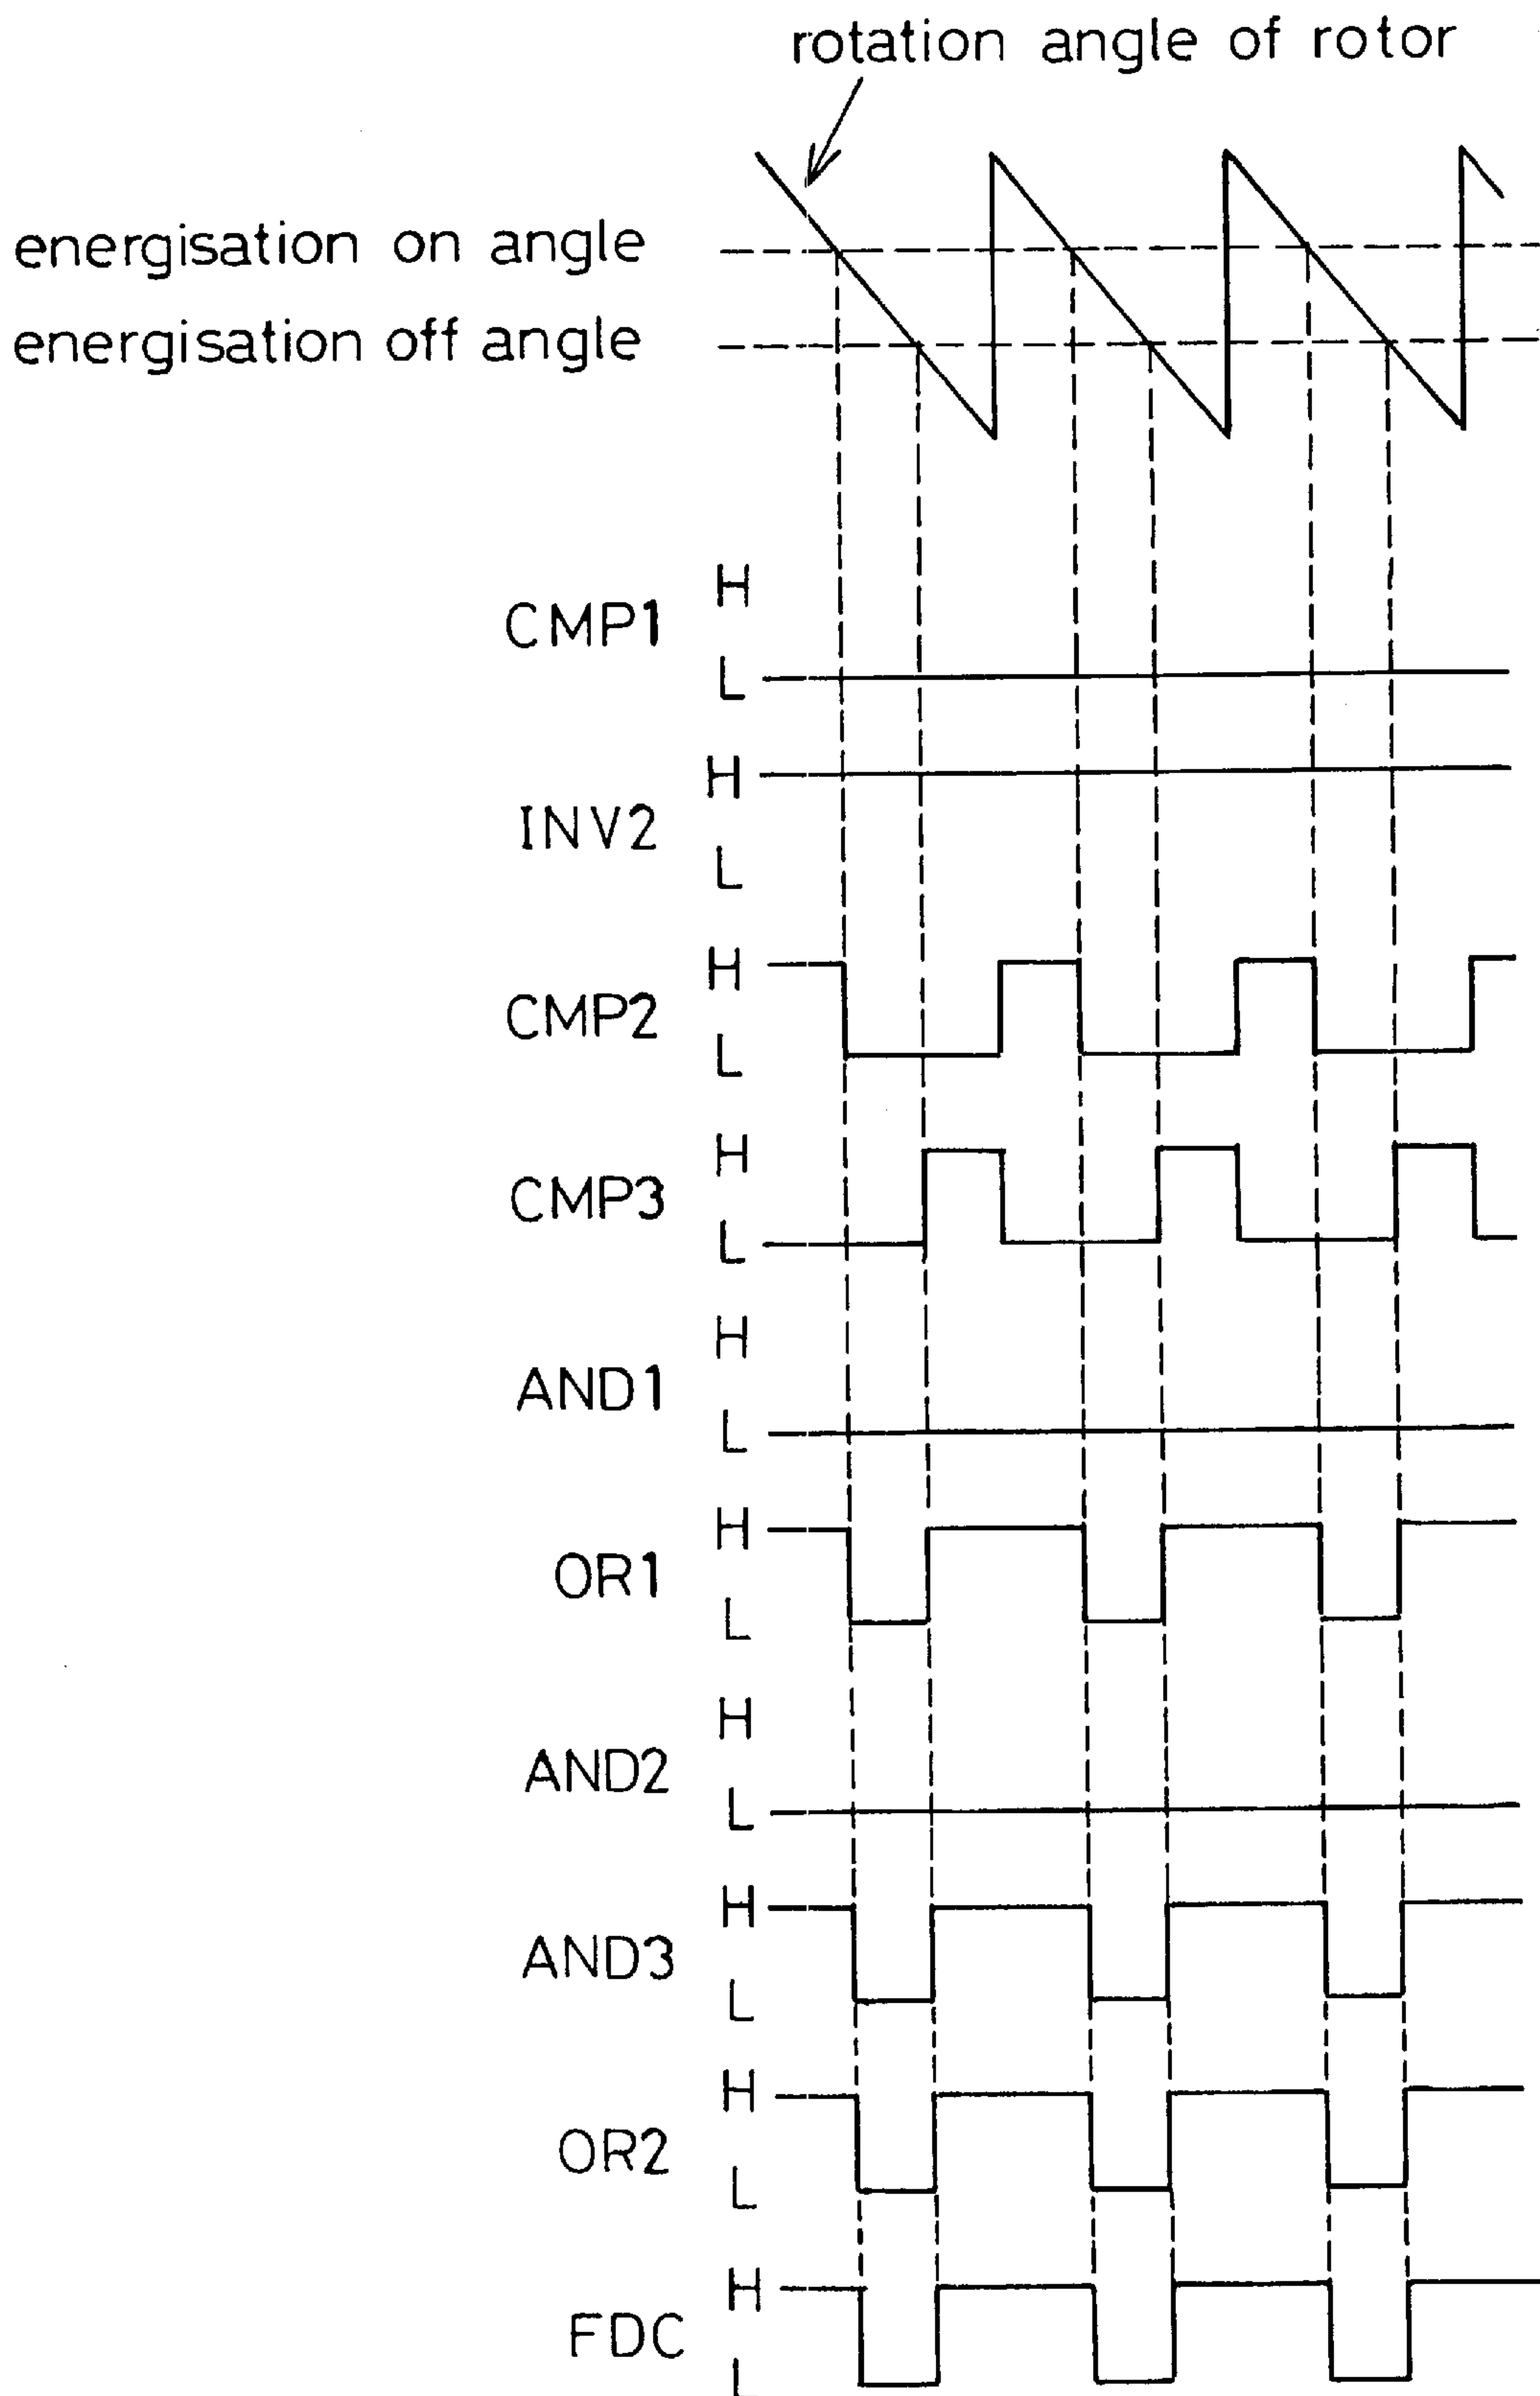 rotation angle of rotor
energisation on angle
energisation off angle
H
CMP1
L
H
INV2
L
H
CMP2
L
H
CMP3
L
H
AND1
L
H
OR1
L
H
AND2
L
H
AND3
L
H
OR2
L
H
FDC
L